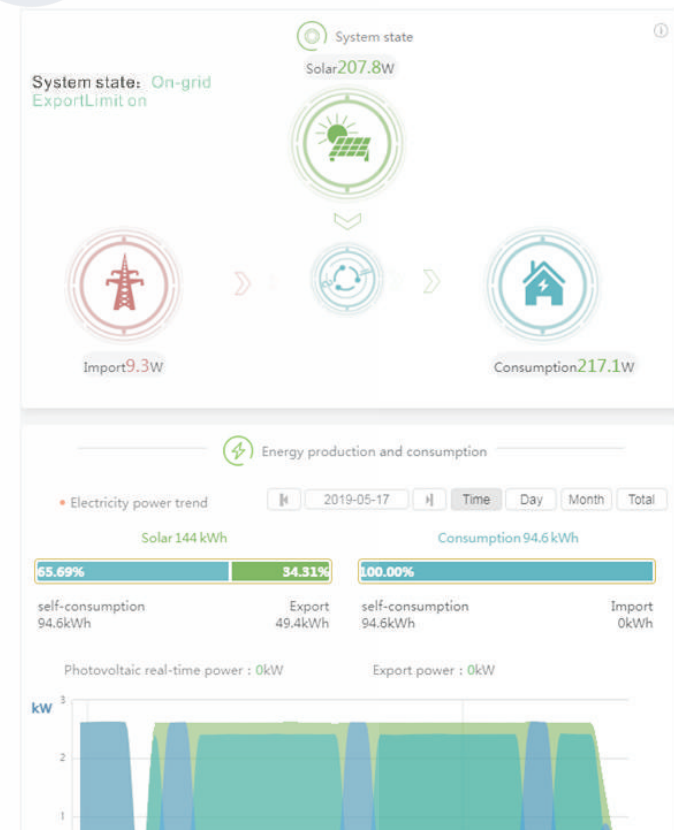 System state
Solar207.8W
System state: On-grid
ExportLimit on
Import9.3W
Consumption217.1W
Energy production and consumption
Electricity power trend
2019-05-17
Time
Day
Month
Total
Solar 144 kWh
Consumption 94.6 kWh
65.69%
34.31%
100.00%
self-consumption
94.6kWh
Export
49.4kWh
self-consumption
94.6kWh
Import
0kWh
Photovoltaic real-time power : 0kW
Export power : 0kW
kW
3
2
1